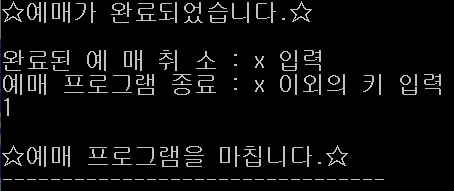 ☆예매가 완료되었습니다.☆
완료된 예 매 취 소 : x 입력
예매 프로그램 종료 : x 이외의 키 입력
1
☆예매 프로그램을 마칩니다.☆
--------------------------------